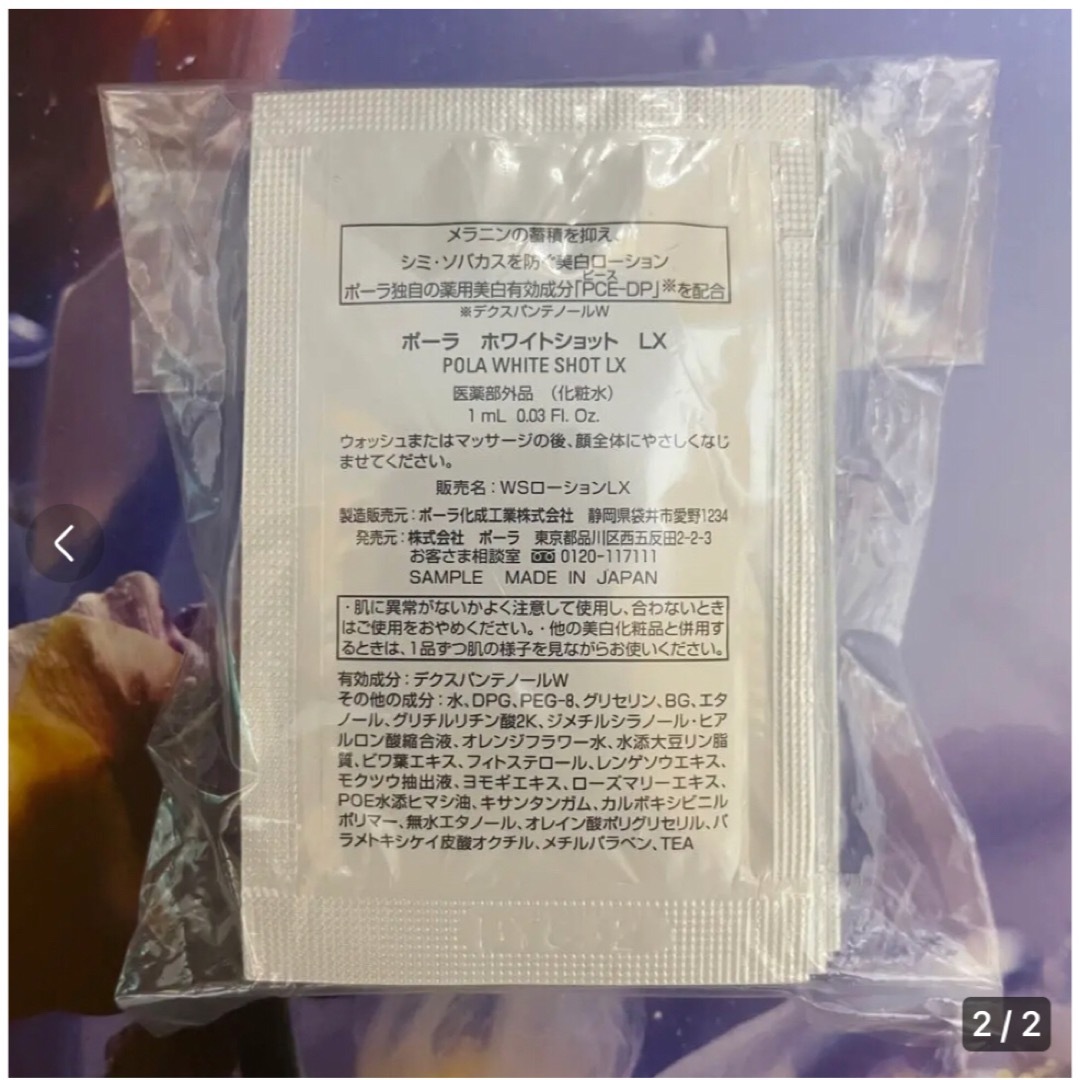 メラニンの蓄積を抑え、
シミ・ソバカスを防ぐ美白ローション
ピース
ポーラ独自の薬用美白有効成分「PCE-DP」※を配合
※デクスパンテノールW
ポーラ ホワイトショット LX
POLA WHITE SHOT LX
医薬部外品 （化粧水）
1 mL 0.03 Fl. Oz.
ウォッシュまたはマッサージの後、顔全体にやさしくなじ
ませてください。
販売名：WSローションLX
製造販売元：ポーラ化成工業株式会社 静岡県袋井市愛野1234
発売元：株式会社 ポーラ 東京都品川区西五反田2-2-3
お客さま相談室 0120-117111
SAMPLE MADE IN JAPAN
・肌に異常がないかよく注意して使用し、合わないとき
はご使用をおやめください。・他の美白化粧品と併用す
るときは、1品ずつ肌の様子を見ながらお使いください。
有効成分：デクスパンテノールW
その他の成分：水、DPG、PEG-8、グリセリン、BG、エタ
ノール、グリチルリチン酸2K、ジメチルシラノール・ヒア
ルロン酸縮合液、オレンジフラワー水、水添大豆リン脂
質、ビワ葉エキス、フィトステロール、レンゲソウエキス、
モクツウ抽出液、ヨモギエキス、ローズマリーエキス、
POE水添ヒマシ油、キサンタンガム、カルボキシビニル
ポリマー、無水エタノール、オレイン酸ポリグリセリル、パ
ラメトキシケイ皮酸オクチル、メチルパラベン、TEA
2 / 2